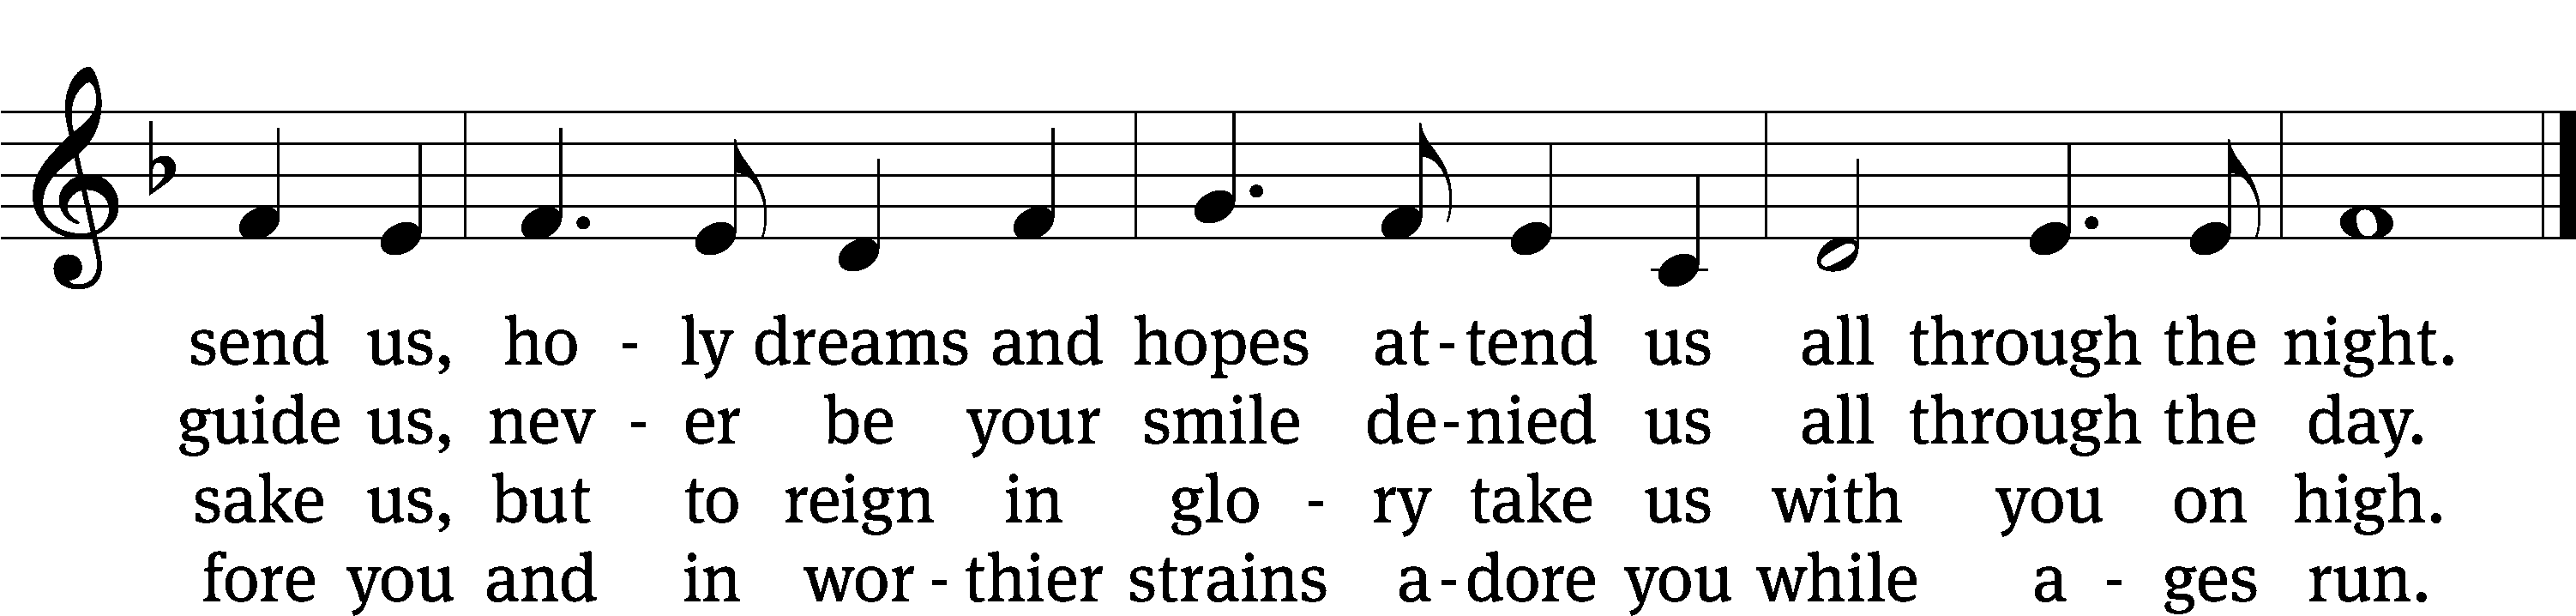 send us, ho - ly dreams and hopes at - tend us all through the night.
guide us, nev - er be your smile de - nied us all through the day.
sake us, but to reign in glo - ry take us with you on high.
fore you and in wor - thier strains a - dore you while a - ges run.